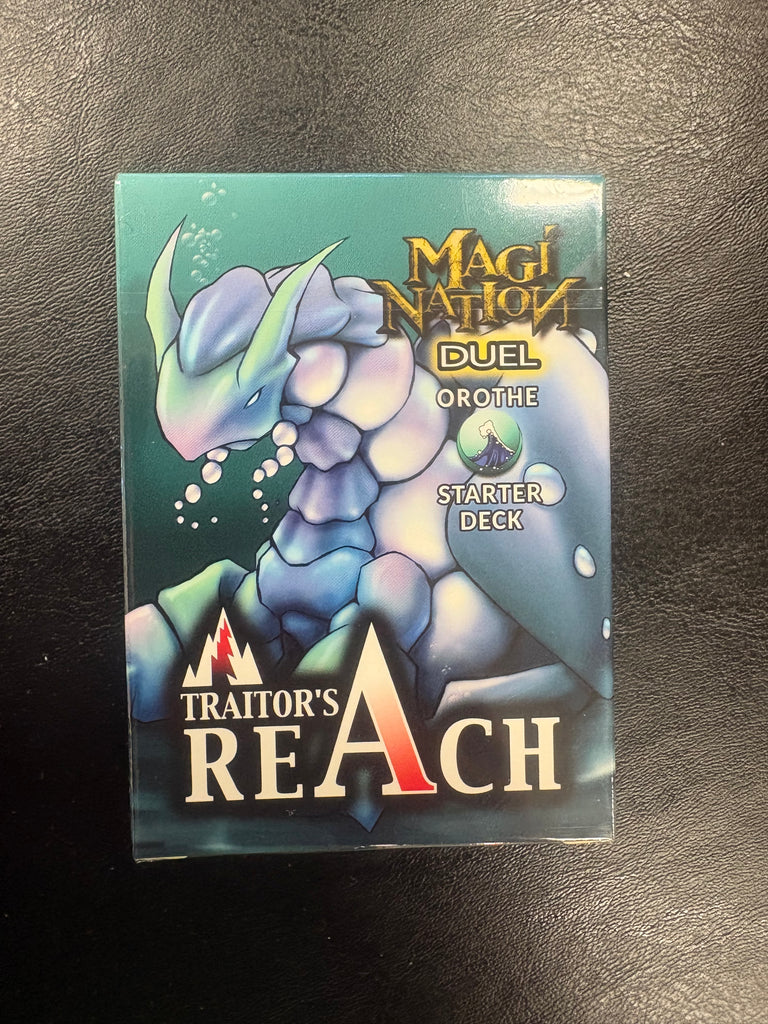 MAGI
NATION
DUEL
OROTHE
STARTER
DECK
TRAITOR'S
REACH